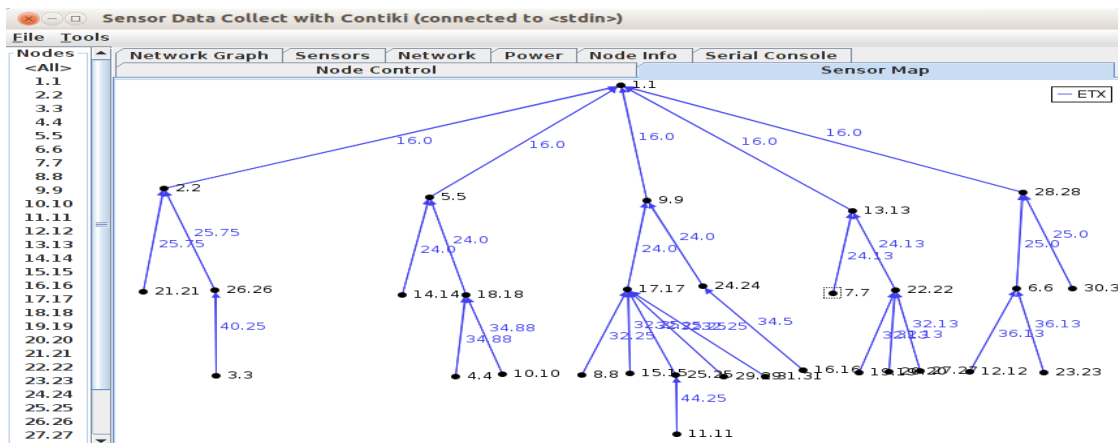 Sensor Data Collect with Contiki (connected to <stdin>)
File Tools
Nodes
<All>
1.1
2.2
3.3
4.4
5.5
6.6
7.7
8.8
9.9
10.10
11.11
12.12
13.13
14.14
15.15
16.16
17.17
18.18
19.19
20.20
21.21
22.22
23.23
24.24
25.25
26.26
27.27
Network Graph Sensors Network Power Node Info Serial Console
Node Control Sensor Map
1.1
ETX
16.0 16.0 16.0 16.0 16.0
2.2 5.5 9.9 13.13 28.28
25.75 25.75 24.0 24.0 24.0 24.0 24.13 24.13 25.0 25.0
21.21 26.26 14.14 18.18 17.17 24.24 7.7 22.22 6.6 30.3
40.25 34.88 34.88 32.25 34.5 32.13 36.13 36.13
3.3 4.4 10.10 8.8 15.15 25.25 16.16 27.27 12.12 23.23
31.31
44.25
11.11